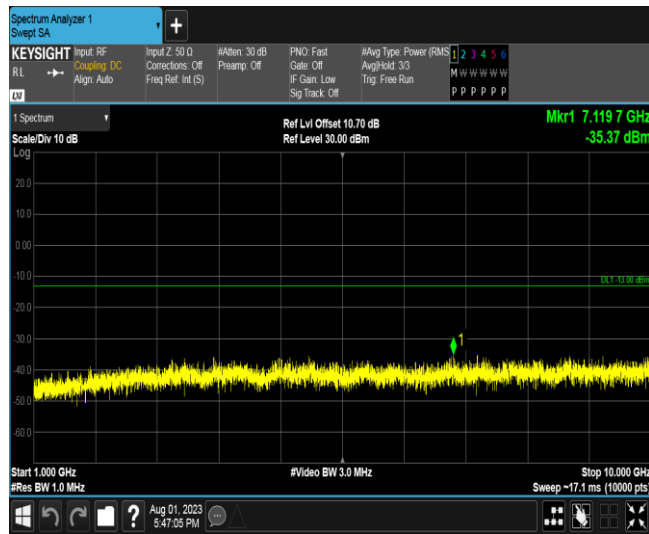 Spectrum Analyzer 1
Swept SA
+
KEYSIGHT Input: RF Input Z: 50 Ω #Atten: 30 dB PNO: Fast #Avg Type: Power (RMS 1 2 3 4 5 6
RL Coupling: DC Corrections: Off Preamp: Off Gate: Off Avg|Hold: 3/3 M W W W W W
Align: Auto Freq Ref: Int (S) IF Gain: Low Trig: Free Run
LXI Sig Track: Off P P P P P P
1 Spectrum Ref Lvl Offset 10.70 dB Mkr1 7.119 7 GHz
Scale/Div 10 dB Ref Level 30.00 dBm -35.37 dBm
Log
20.0
10.0
0.00
-10.0
DL1 -13.00 dBm
-20.0
-30.0
1
-40.0
-50.0
-60.0
Start 1.000 GHz #Video BW 3.0 MHz Stop 10.000 GHz
#Res BW 1.0 MHz Sweep ~17.1 ms (10000 pts
? Aug 01, 2023
5:47:05 PM